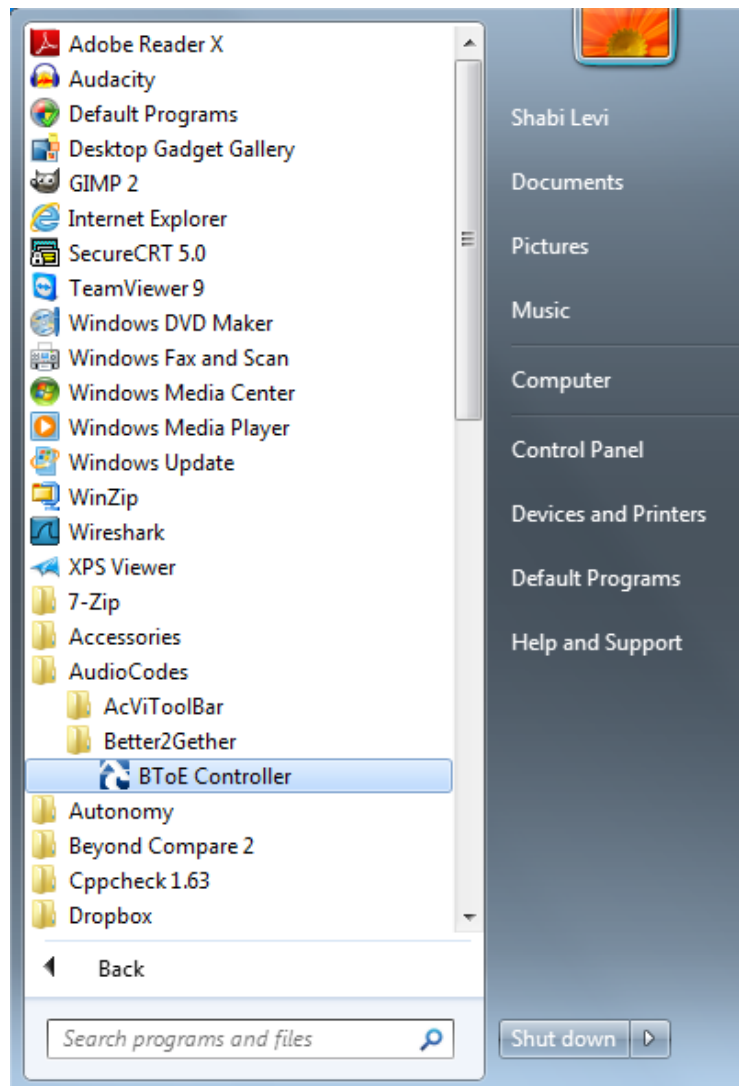 Adobe Reader X
Audacity
Default Programs
Desktop Gadget Gallery
GIMP 2
Internet Explorer
SecureCRT 5.0
TeamViewer 9
Windows DVD Maker
Windows Fax and Scan
Windows Media Center
Windows Media Player
Windows Update
WinZip
Wireshark
XPS Viewer
7-Zip
Accessories
AudioCodes
AcViToolBar
Better2Gether
BToE Controller
Autonomy
Beyond Compare 2
Cppcheck 1.63
Dropbox
Back
Search programs and files
Shabi Levi
Documents
Pictures
Music
Computer
Control Panel
Devices and Printers
Default Programs
Help and Support
Shut down